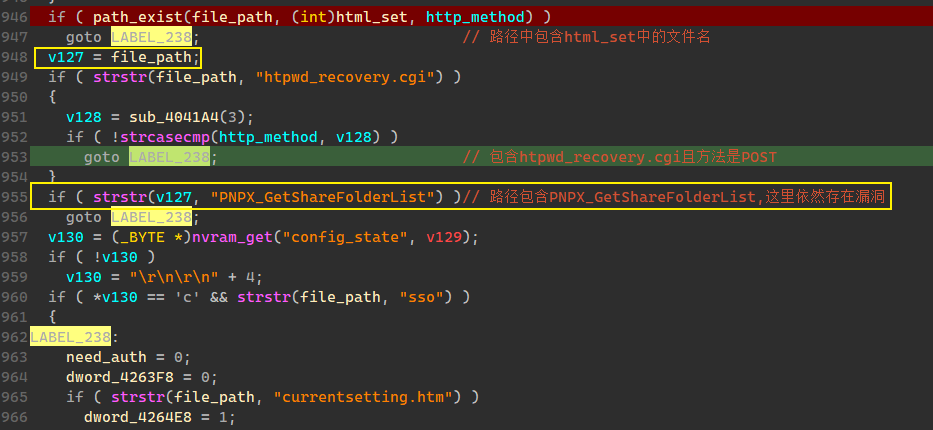 946 if ( path_exist(file_path, (int)html_set, http_method) )
947 goto LABEL_238; // 路径中包含html_set中的文件名
948 v127 = file_path;
949 if ( strstr(file_path, "htpwd_recovery.cgi") )
950 {
951 v128 = sub_4041A4(3);
952 if ( !strcasecmp(http_method, v128) )
953 goto LABEL_238; // 包含htpwd_recovery.cgi且方法是POST
954 }
955 if ( strstr(v127, "PNPX_GetShareFolderList") )// 路径包含PNPX_GetShareFolderList,这里依然存在漏洞
956 goto LABEL_238;
957 v130 = (_BYTE *)nvram_get("config_state", v129);
958 if ( !v130 )
959 v130 = "\r\n\r\n" + 4;
960 if ( *v130 == 'c' && strstr(file_path, "sso") )
961 {
962 LABEL_238:
963 need_auth = 0;
964 dword_4263F8 = 0;
965 if ( strstr(file_path, "currentsetting.htm") )
966 dword_4264E8 = 1;